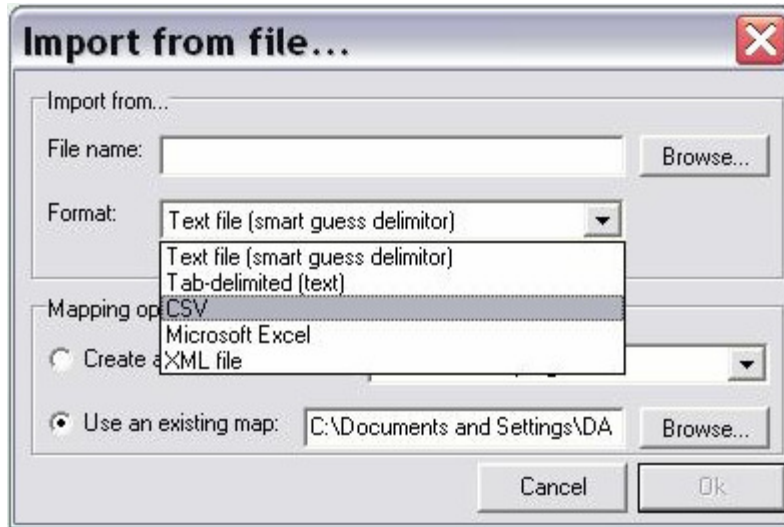 Import from file...
Import from...
File name:
Browse...
Format:
Text file (smart guess delimitor)
Text file (smart guess delimitor)
Tab-delimited (text)
Mapping op
CSV
Microsoft Excel
Create a
XML file
Use an existing map:
C:\Documents and Settings\DA
Browse...
Cancel
Ok